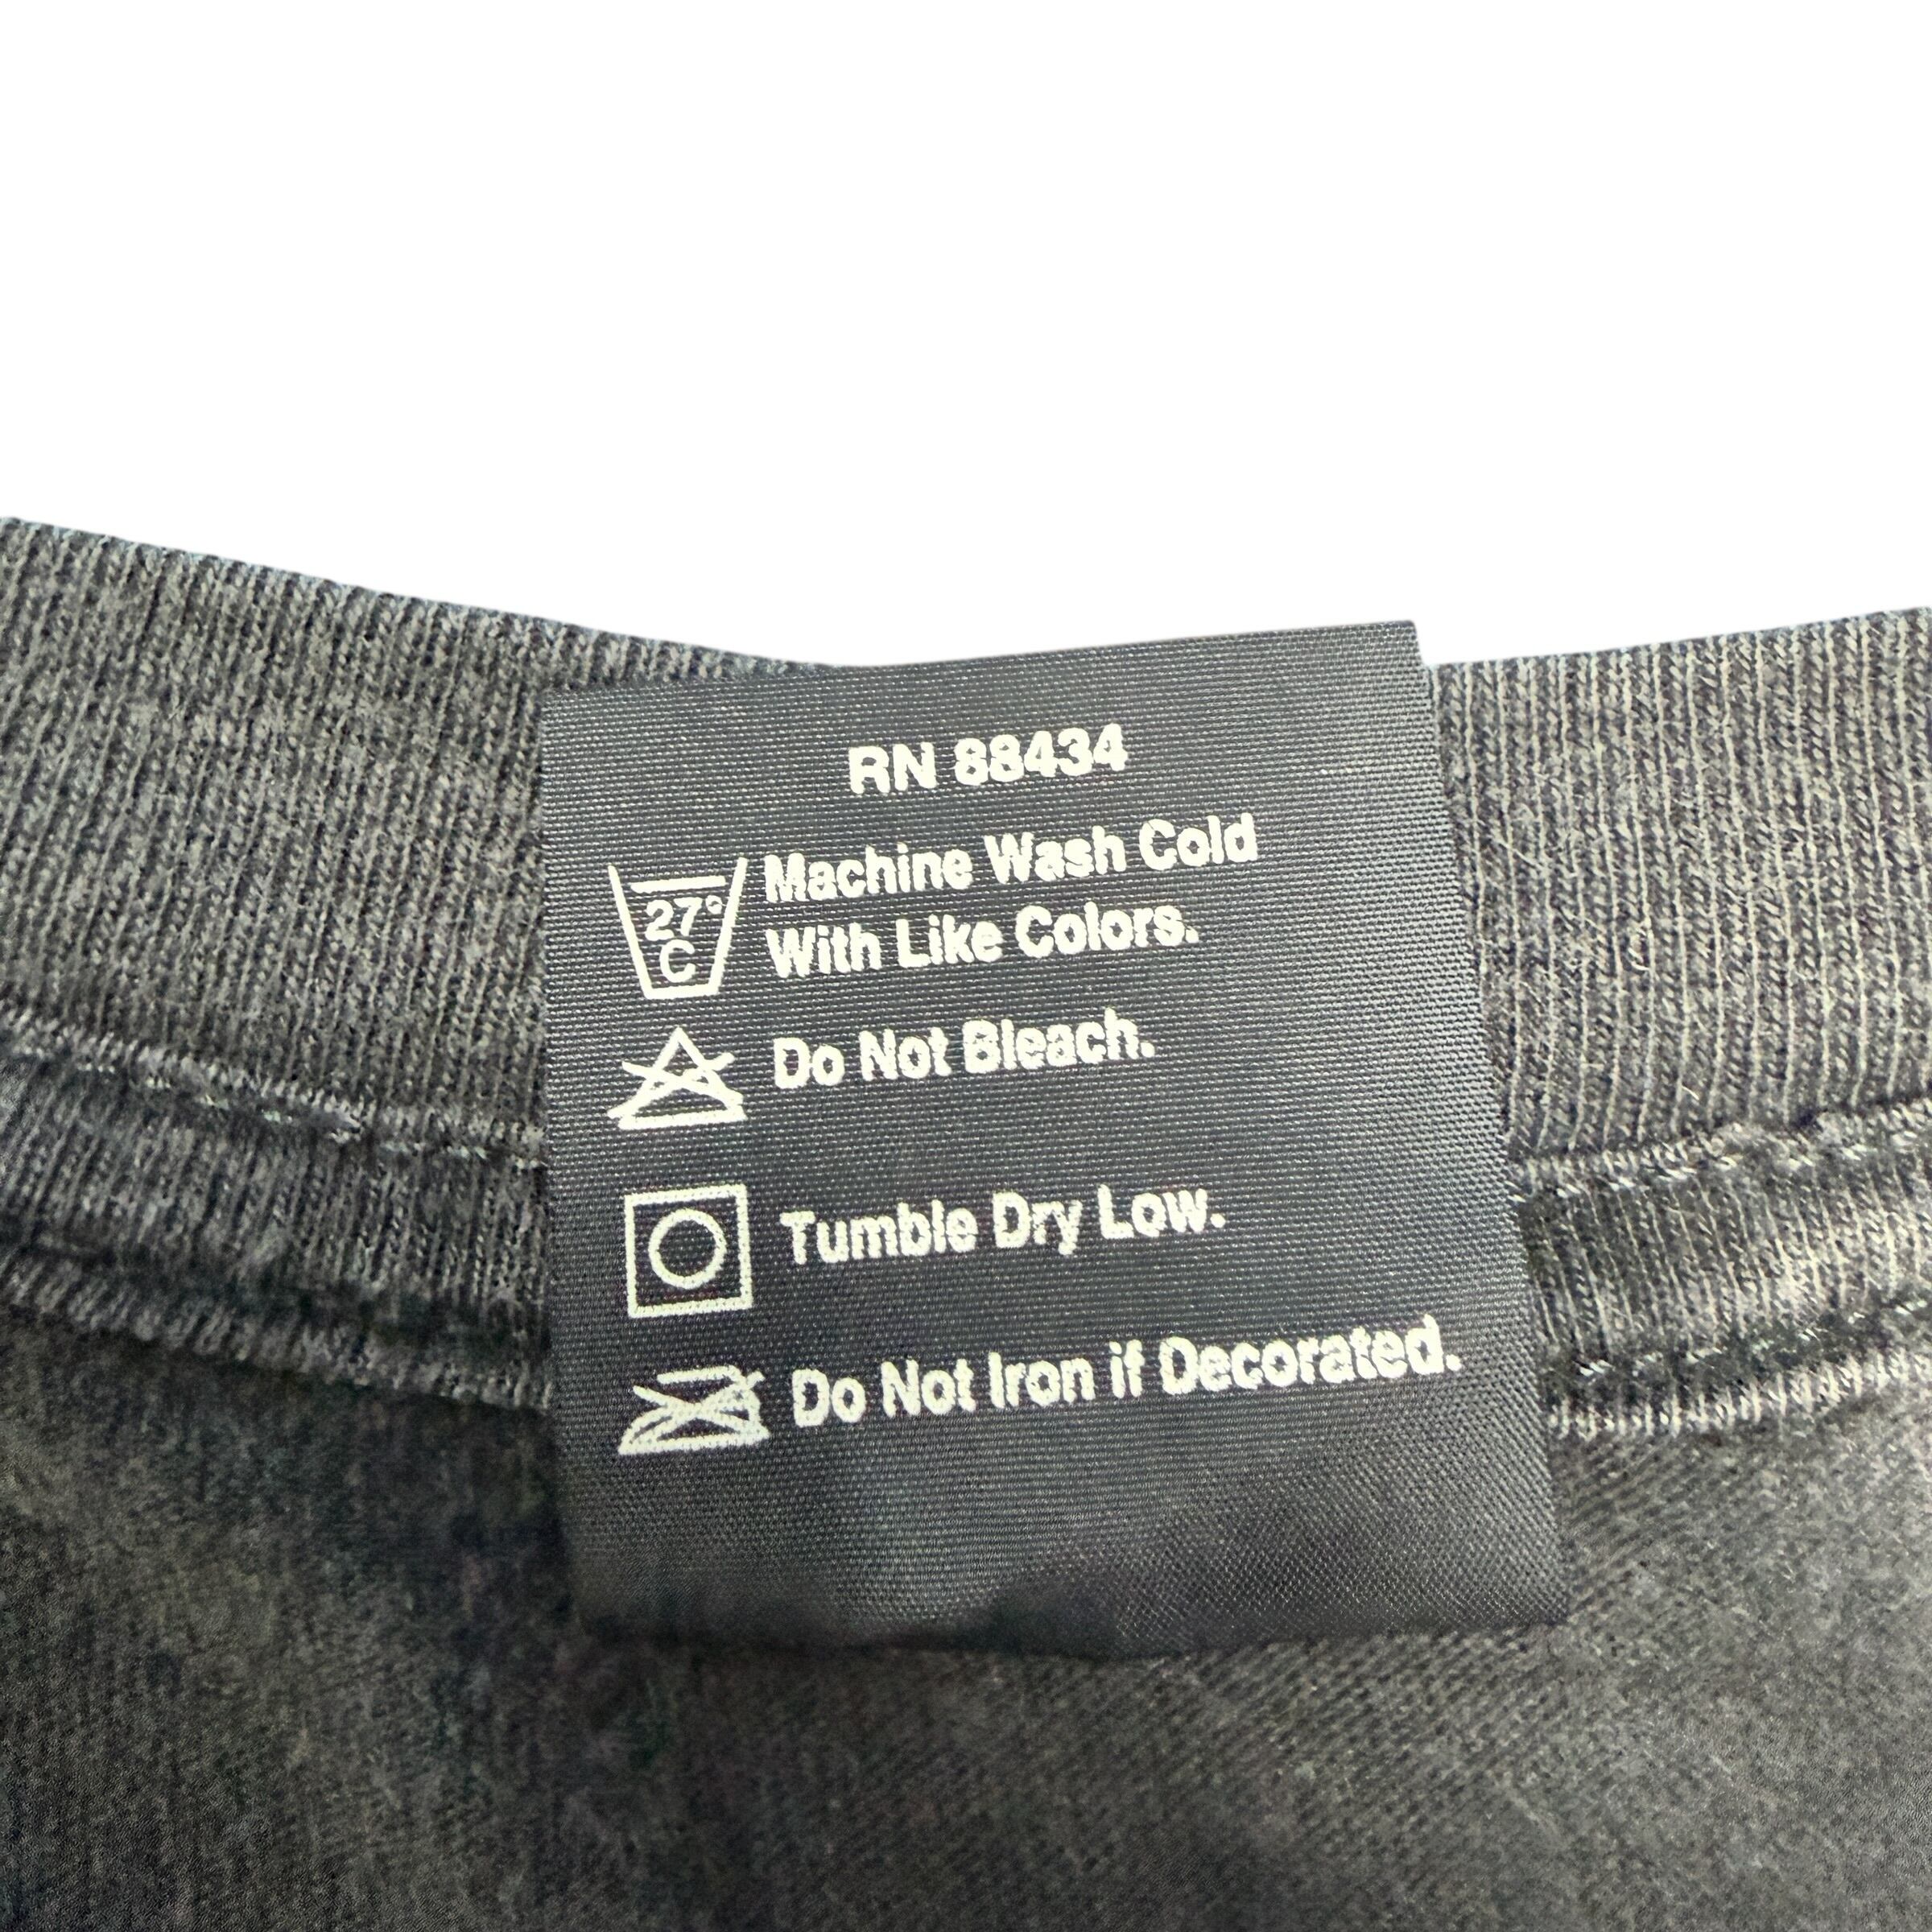 RN 88434
Machine Wash Cold
With Like Colors.
27°
C
Do Not Bleach.
Tumble Dry Low.
Do Not Iron if Decorated.